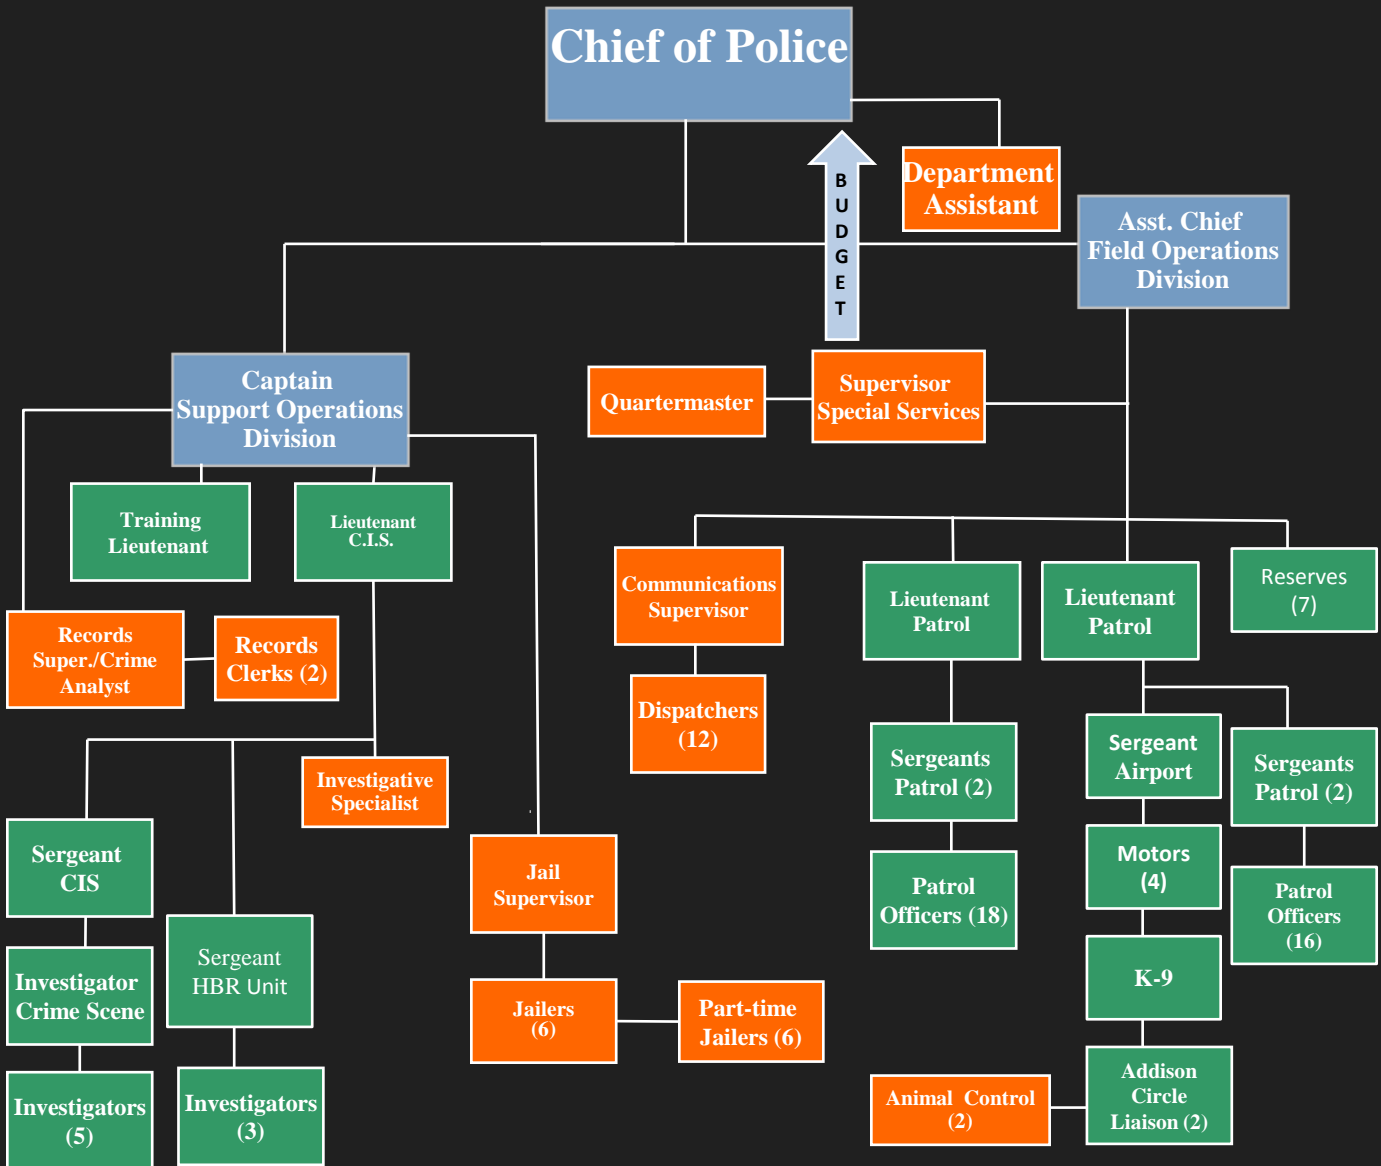 Chief of Police
Department
Assistant
B
U
D
G
E
T
Asst. Chief
Field Operations
Division
Captain
Support Operations
Division
Quartermaster
Supervisor
Special Services
Training
Lieutenant
Lieutenant
C.I.S.
Communications
Supervisor
Lieutenant
Patrol
Lieutenant
Patrol
Reserves
(7)
Records
Super./Crime
Analyst
Records
Clerks (2)
Dispatchers
(12)
Sergeants
Patrol (2)
Sergeant
Airport
Sergeants
Patrol (2)
Investigative
Specialist
Sergeant
CIS
Jail
Supervisor
Motors
(4)
Patrol
Officers (18)
Patrol
Officers
(16)
Sergeant
HBR Unit
Investigator
Crime Scene
K-9
Jailers
(6)
Part-time
Jailers (6)
Investigators
(5)
Investigators
(3)
Animal Control
(2)
Addison
Circle
Liaison (2)